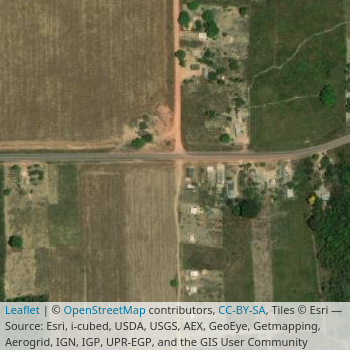 Leaflet | © OpenStreetMap contributors, CC-BY-SA, Tiles © Esri —
Source: Esri, i-cubed, USDA, USGS, AEX, GeoEye, Getmapping,
Aerogrid, IGN, IGP, UPR-EGP, and the GIS User Community